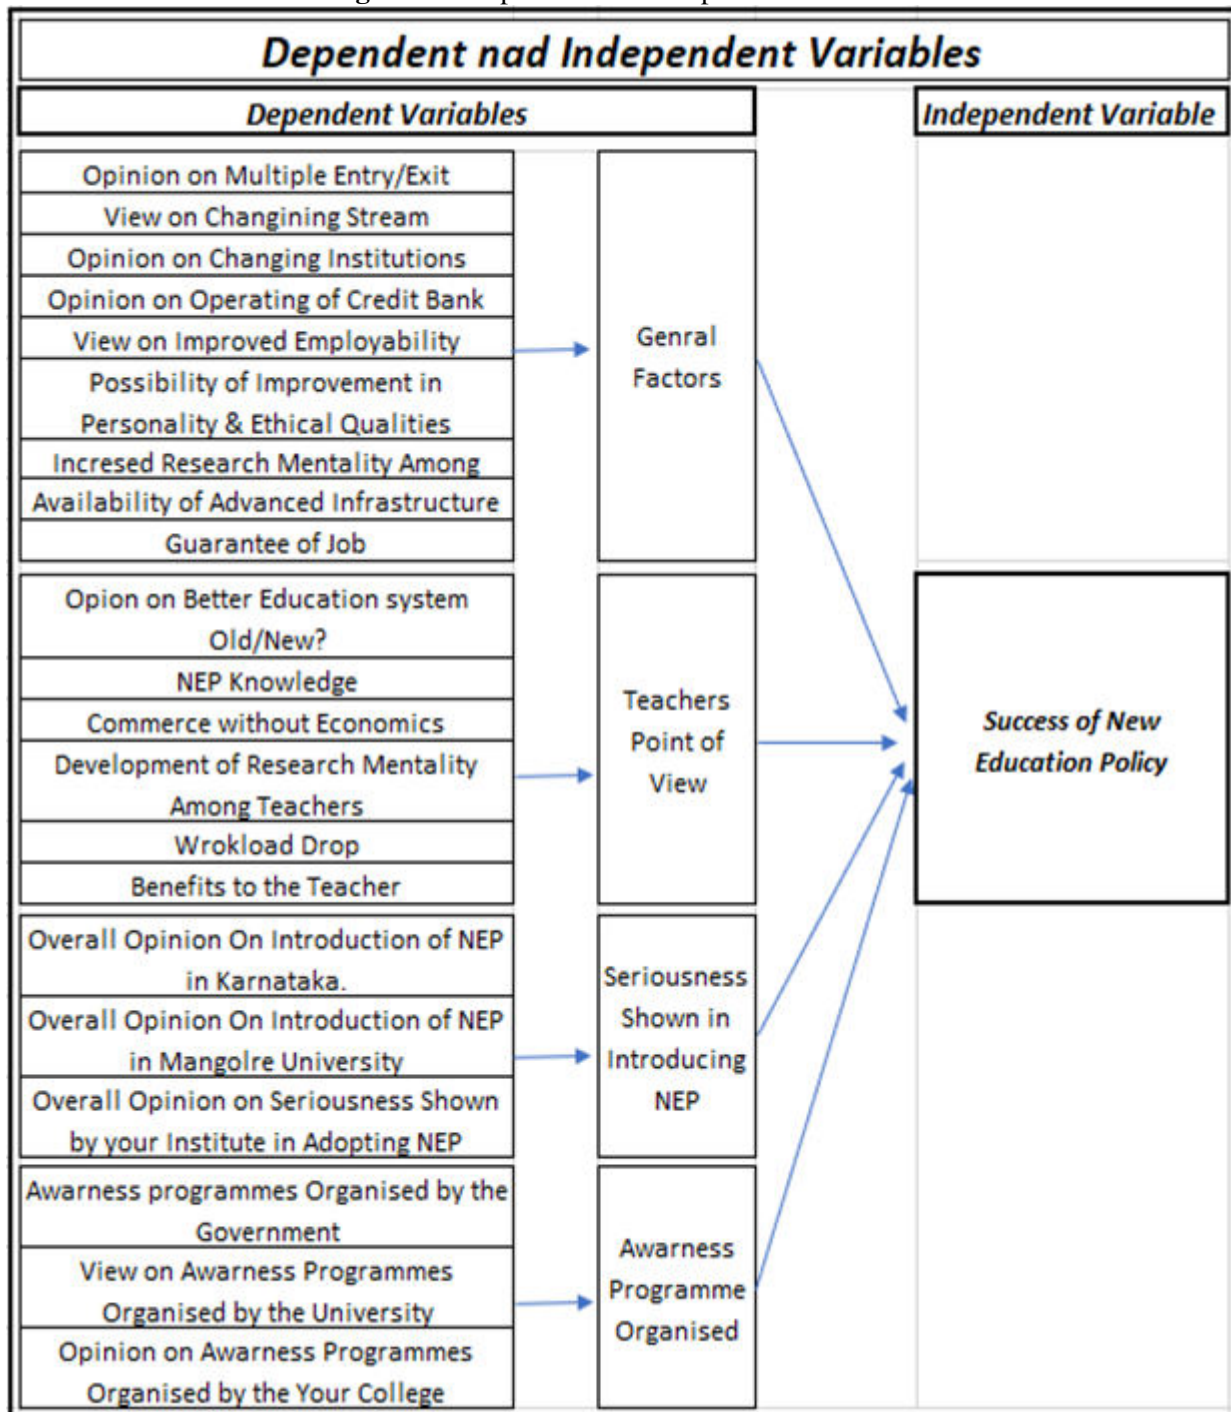 Dependent nad Independent Variables
Dependent Variables
Independent Variable
Opinion on Multiple Entry/Exit
View on Changining Stream
Opinion on Changing Institutions
Opinion on Operating of Credit Bank
View on Improved Employability
Possibility of Improvement in
Personality & Ethical Qualities
Incresed Research Mentality Among
Availability of Advanced Infrastructure
Guarantee of Job
Genral
Factors
Opion on Better Education system
Old/New?
NEP Knowledge
Commerce without Economics
Development of Research Mentality
Among Teachers
Wrokload Drop
Benefits to the Teacher
Teachers
Point of
View
Success of New
Education Policy
Overall Opinion On Introduction of NEP
in Karnataka.
Overall Opinion On Introduction of NEP
in Mangolre University
Overall Opinion on Seriousness Shown
by your Institute in Adopting NEP
Seriousness
Shown in
Introducing
NEP
Awarness programmes Organised by the
Government
View on Awarness Programmes
Organised by the University
Opinion on Awarness Programmes
Organised by the Your College
Awarness
Programme
Organised